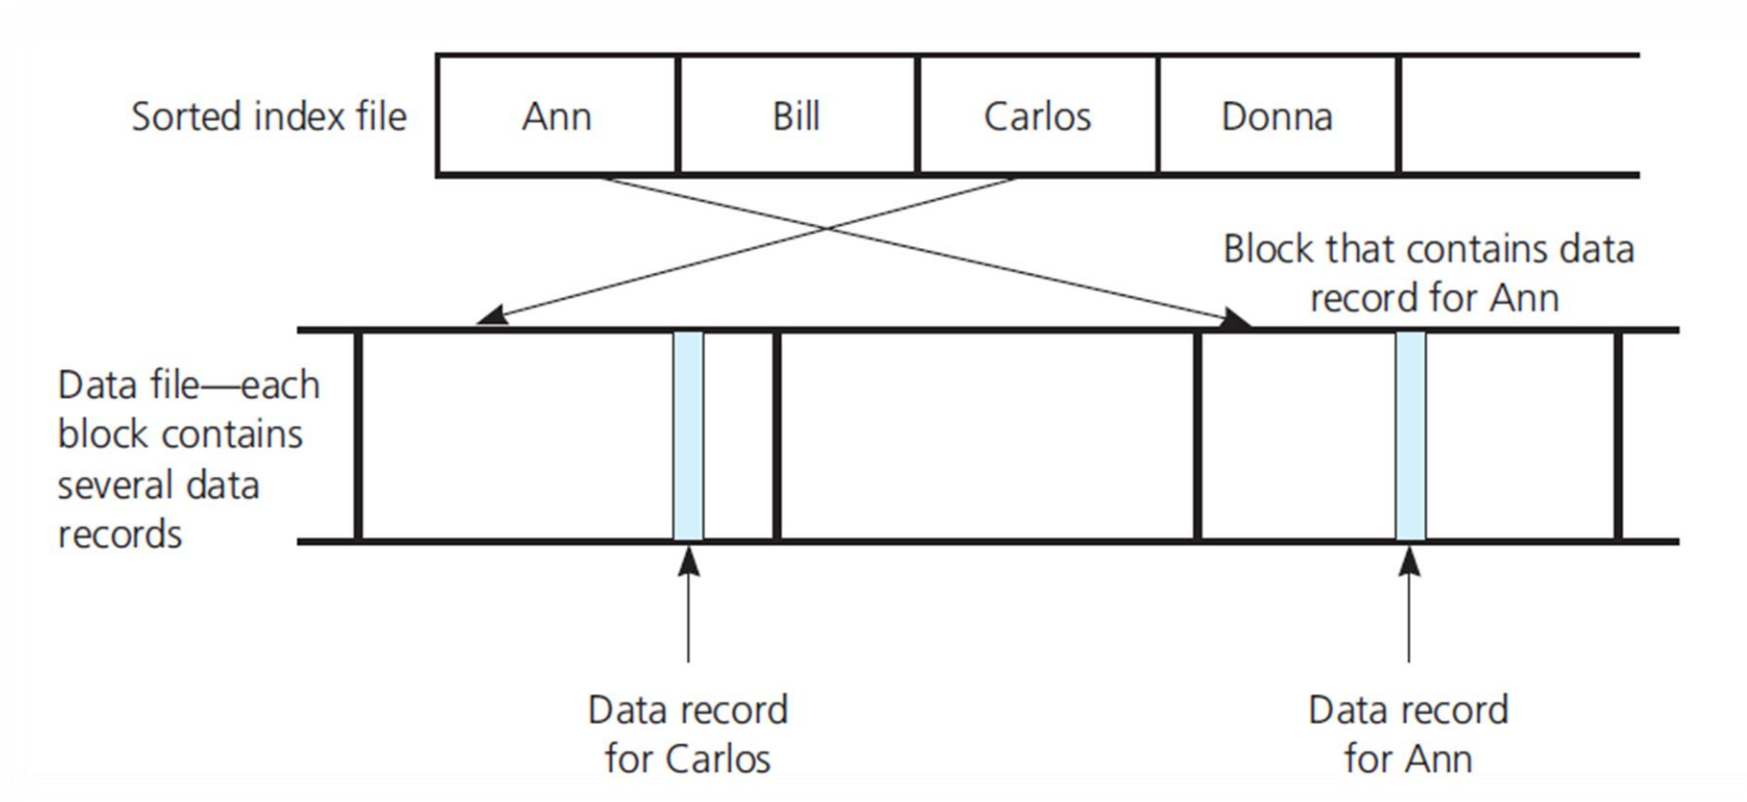 Sorted index file
Ann
Bill
Carlos
Donna
Block that contains data
record for Ann
Data file—each
block contains
several data
records
Data record
for Carlos
Data record
for Ann